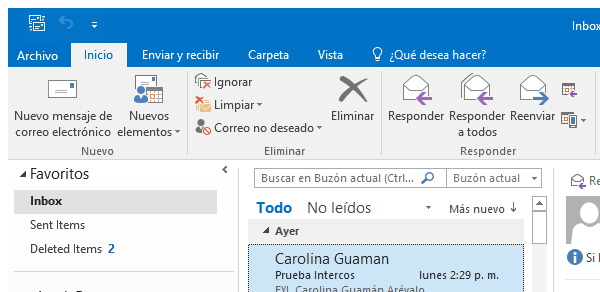 Inbox
Archivo Inicio Enviar y recibir Carpeta Vista ¿Qué desea hacer?
Nuevo mensaje de correo electrónico
Nuevos elementos
Nuevo
Ignorar
Limpiar
Correo no deseado
Eliminar
Eliminar
Responder
Responder a todos
Reenviar
Responder
Favoritos
Inbox
Sent Items
Deleted Items 2
Buscar en Buzón actual (Ctrl... Buzón actual
Todo No leídos Más nuevo
Ayer
Carolina Guaman
Prueba Intercos lunes 2:29 p. m.
Carolina Guamán Arévalo
Re
Si l